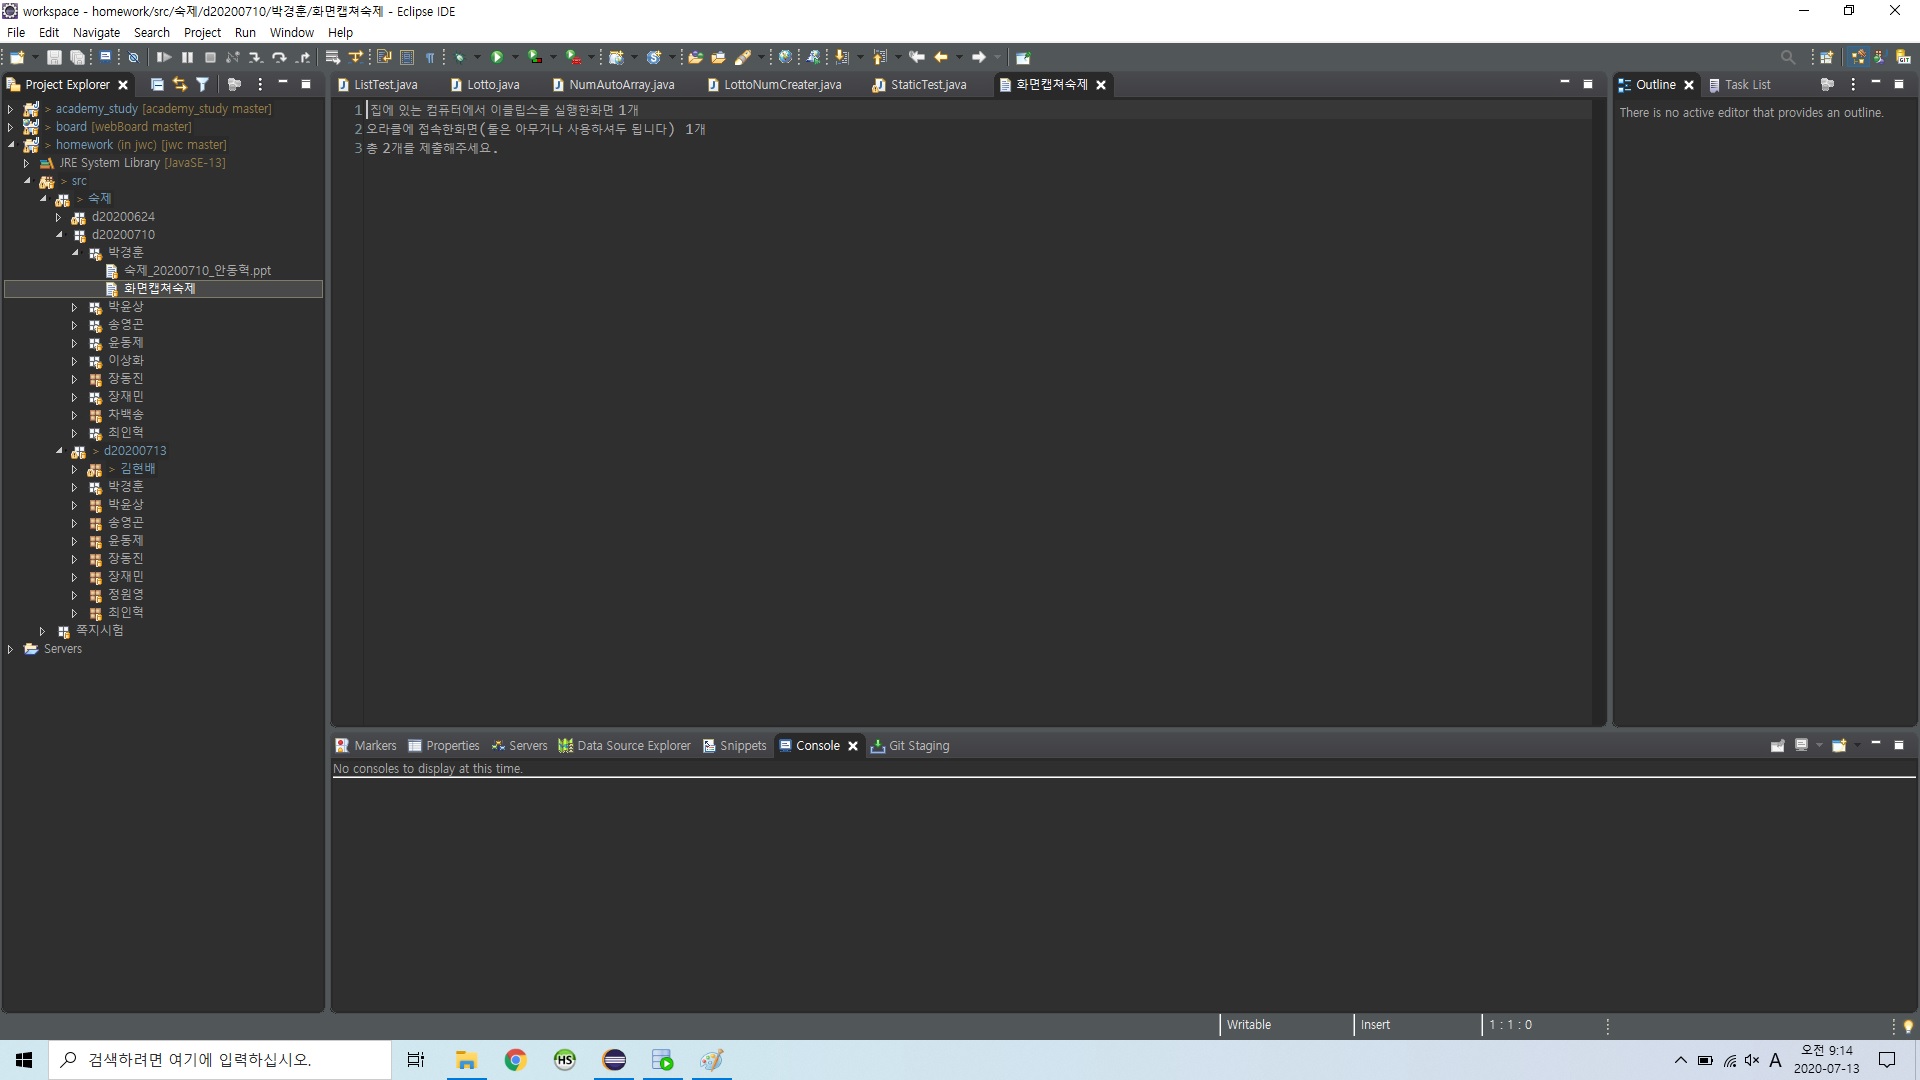 workspace - homework/src/숙제/d20200710/박경훈/화면캡쳐숙제 - Eclipse IDE
File Edit Navigate Search Project Run Window Help
Project Explorer
ListTest.java Lotto.java NumAutoArray.java LottoNumCreater.java StaticTest.java 화면캡쳐숙제
Outline Task List
> academy_study [academy_study master]
> board [webBoard master]
> homework (in jwc) [jwc master]
JRE System Library [JavaSE-13]
> src
> 숙제
d20200624
d20200710
박경훈
숙제_20200710_안동혁.ppt
화면캡쳐숙제
박윤상
송영곤
윤동제
이상화
장동진
장재민
차백송
최인혁
> d20200713
> 김현배
박경훈
박윤상
송영곤
윤동제
장동진
장재민
정원영
최인혁
쪽지시험
Servers
1 집에 있는 컴퓨터에서 이클립스를 실행한화면 1개
2 오라클에 접속한화면(툴은 아무거나 사용하셔두 됩니다) 1개
3 총 2개를 제출해주세요.
There is no active editor that provides an outline.
Markers Properties Servers Data Source Explorer Snippets Console Git Staging
No consoles to display at this time.
Writable Insert 1 : 1 : 0
검색하려면 여기에 입력하십시오.
HS
A
오전 9:14
2020-07-13